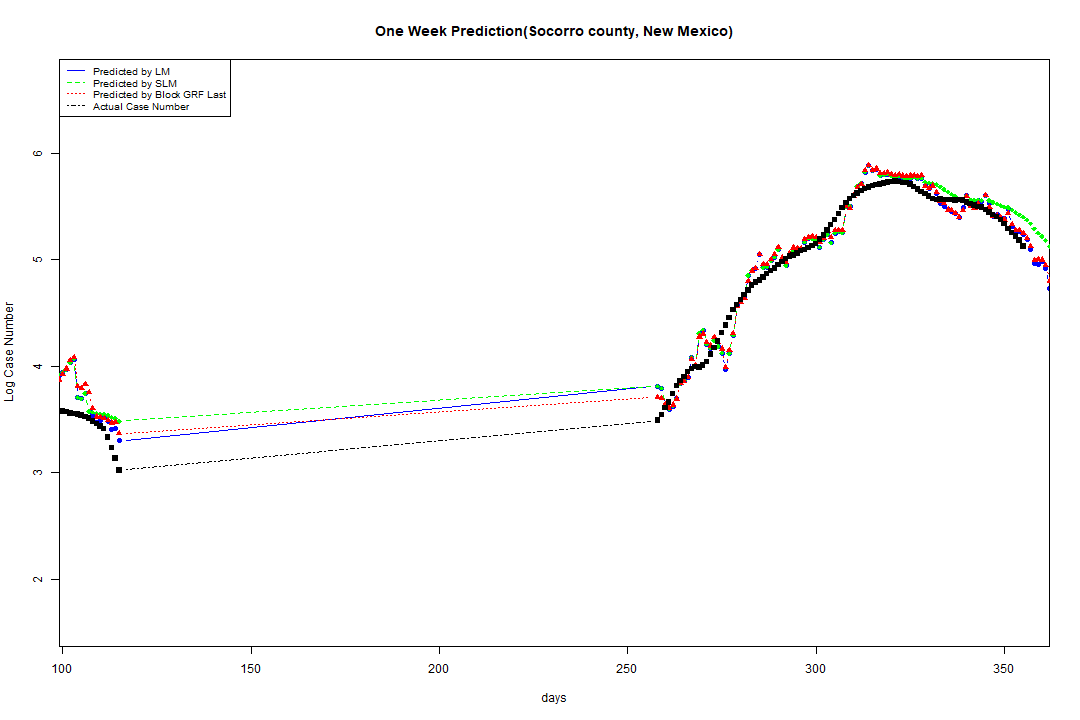 One Week Prediction(Socorro county, New Mexico)
Predicted by LM
Predicted by SLM
Predicted by Block GRF Last
Actual Case Number
6
5
4
3
2
Log Case Number
100
150
200
250
300
350
days